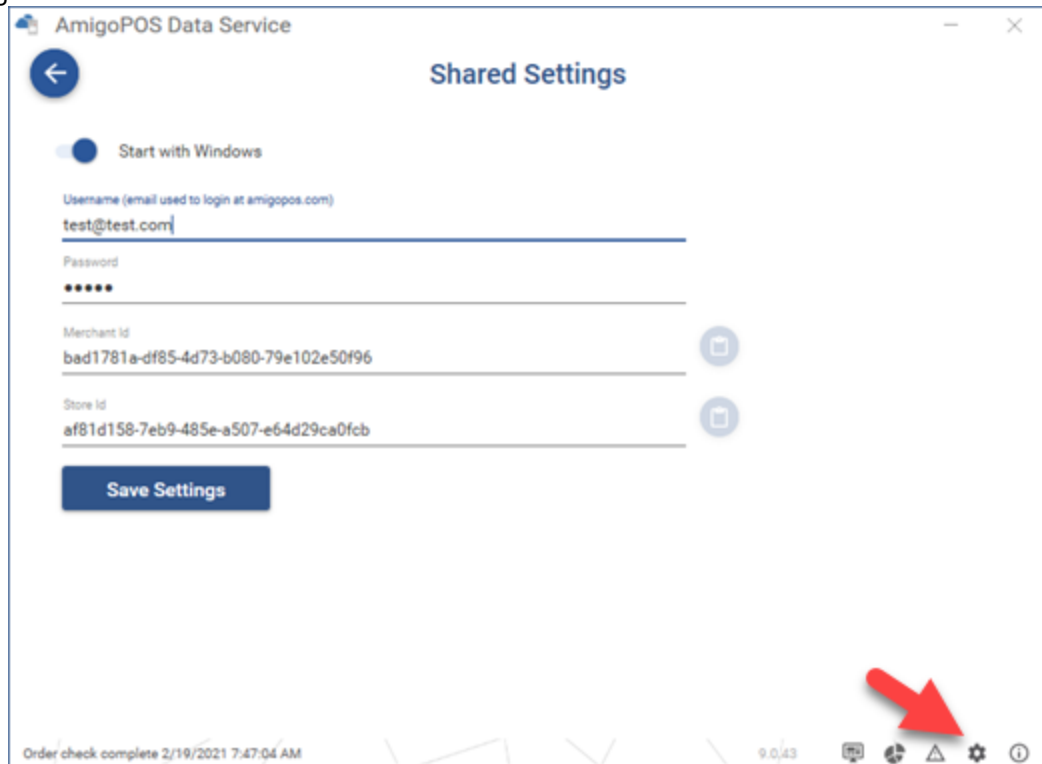 AmigoPOS Data Service
Shared Settings
Start with Windows
Username (email used to login at amigopos.com)
test@test.com
Password
•••••
Merchant Id
bad1781a-df85-4d73-b080-79e102e50f96
Store Id
af81d158-7eb9-485e-a507-e64d29ca0fcb
Save Settings
Order check complete 2/19/2021 7:47:04 AM
9.0.43